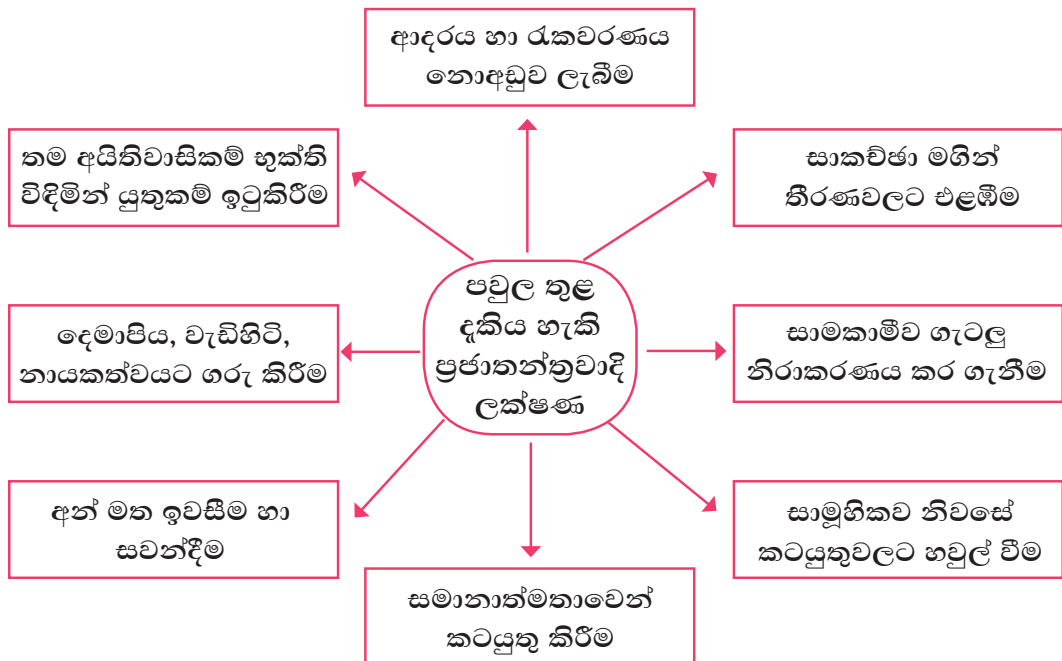 ආදරය හා රැකවරණය
නොඅඩුව ලැබීම
තම අයිතිවාසිකම් භුක්ති
විඳිමින් යුතුකම් ඉටුකිරීම
සාකච්ඡා මගින්
තීරණවලට එළඹීම
පවුල තුළ
දැකිය හැකි
ප්‍රජාතන්ත්‍රවාදි
ලක්ෂණ
දෙමාපිය, වැඩිහිටි,
නායකත්වයට ගරු කිරීම
සාමකාමීව ගැටලු
නිරාකරණය කර ගැනීම
අන් මත ඉවසීම හා
සවන්දීම
සාමූහිකව නිවසේ
කටයුතුවලට හවුල් වීම
සමානාත්මතාවෙන්
කටයුතු කිරීම